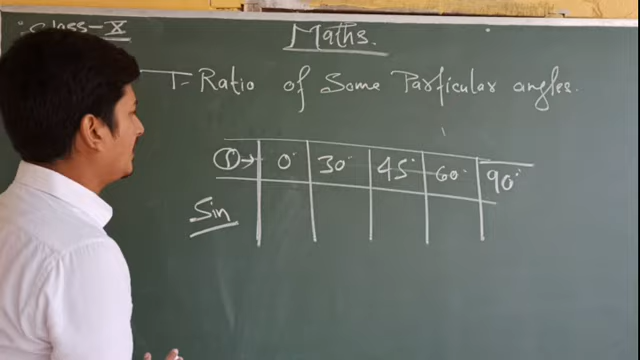 Class-X
Maths.
T-Ratio of Some Particular angles.
θ→ 0° 30° 45° 60° 90°
Sin